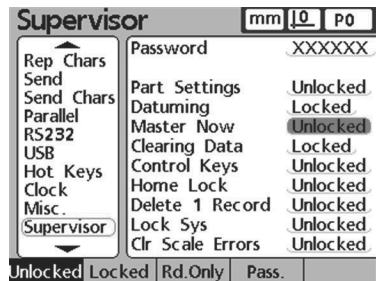 Supervisor mm 0 P0
Rep Chars
Send
Send Chars
Parallel
RS232
USB
Hot Keys
Clock
Misc.
Supervisor
Password XXXXXX
Part Settings Unlocked
Datuming Locked
Master Now Unlocked
Clearing Data Locked
Control Keys Unlocked
Home Lock Unlocked
Delete 1 Record Unlocked
Lock Sys Unlocked
Clr Scale Errors Unlocked
Unlocked Locked Rd.Only Pass.